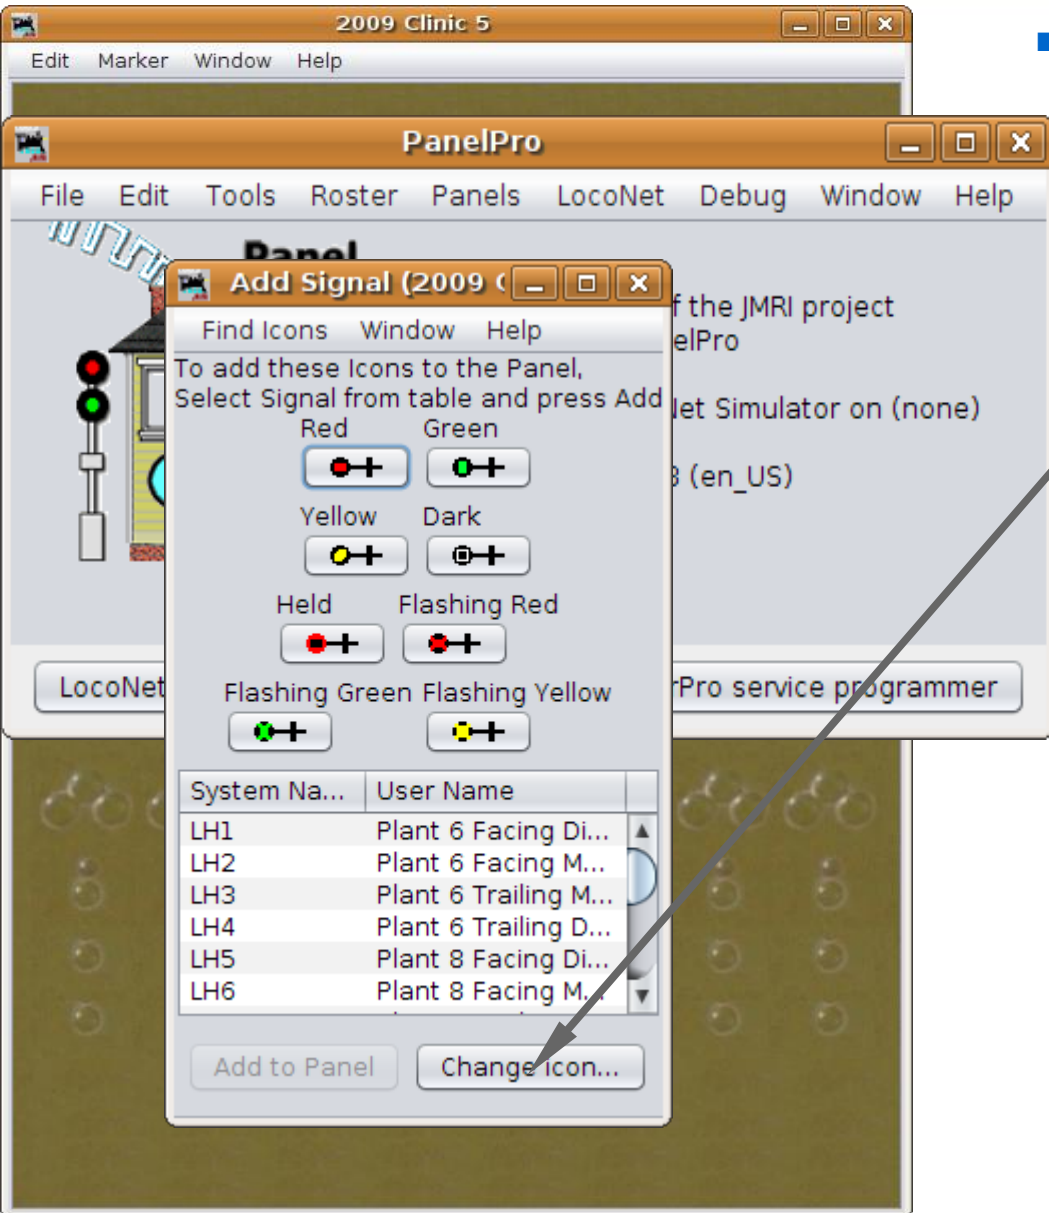 2009 Clinic 5
Edit Marker Window Help
PanelPro
File Edit Tools Roster Panels LocoNet Debug Window Help
Panel
f the JMRI project
elPro
Net Simulator on (none)
(en_US)
Add Signal (2009
Find Icons Window Help
To add these Icons to the Panel,
Select Signal from table and press Add
Red Green
Yellow Dark
Held Flashing Red
Flashing Green Flashing Yellow
LocoNet
rPro service programmer
System Na... User Name
LH1 Plant 6 Facing Di...
LH2 Plant 6 Facing M...
LH3 Plant 6 Trailing M...
LH4 Plant 6 Trailing D...
LH5 Plant 8 Facing Di...
LH6 Plant 8 Facing M...
Add to Panel Change icon...